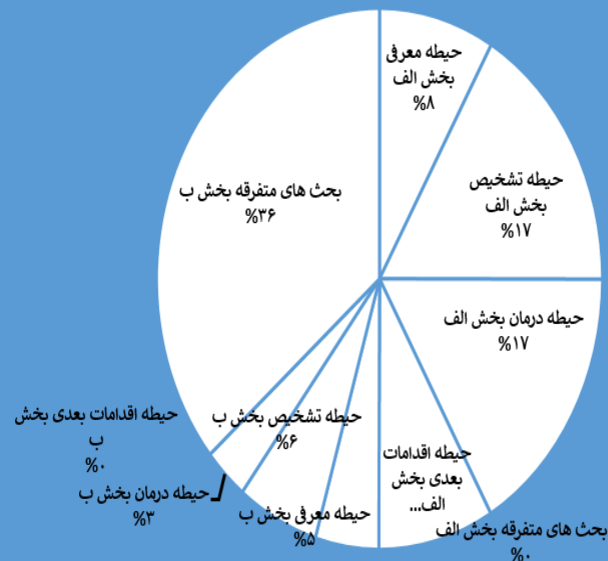 حیطه معرفی
بخش الف
%۸
حیطه تشخیص
بخش الف
%۱۷
حیطه درمان بخش الف
%۱۷
بحث های متفرقه بخش الف
%۰
حیطه اقدامات
بعدی بخش
الف...
حیطه معرفی بخش ب
%۵
حیطه تشخیص بخش ب
%۶
حیطه درمان بخش ب
%۳
حیطه اقدامات بعدی بخش
ب
%۰
بحث های متفرقه بخش ب
%۳۶